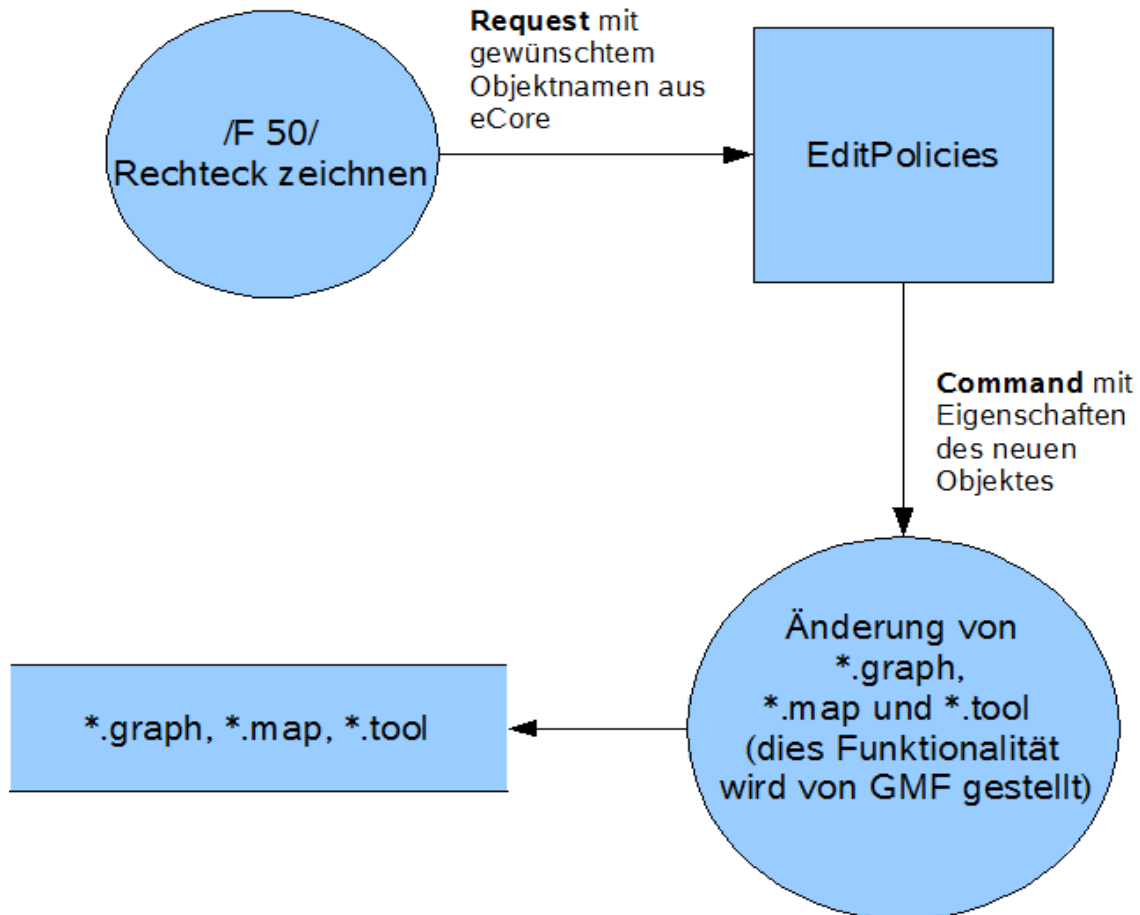 /F 50/
Rechteck zeichnen
Request mit
gewünschtem
Objektnamen aus
eCore
EditPolicies
Command mit
Eigenschaften
des neuen
Objektes
Änderung von
*.graph,
*.map und *.tool
(dies Funktionalität
wird von GMF gestellt)
*.graph, *.map, *.tool